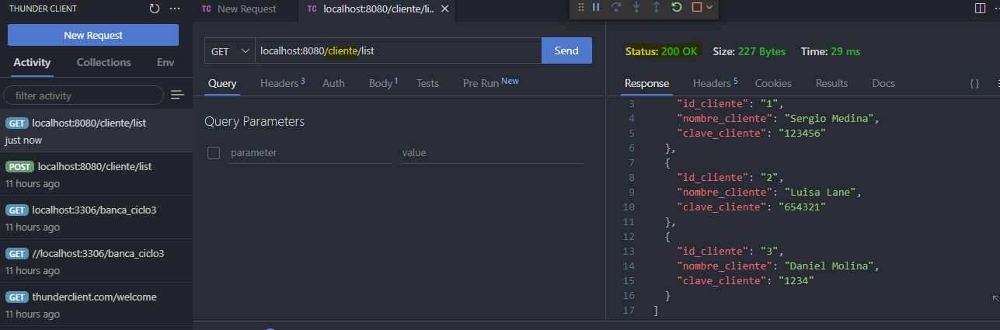 THUNDER CLIENT
New Request
Activity Collections Env
filter activity
GET localhost:8080/cliente/list
just now
POST localhost:8080/cliente/list
11 hours ago
GET localhost:3306/banca_ciclo3
11 hours ago
GET //localhost:3306/banca_ciclo3
11 hours ago
GET thunderclient.com/welcome
11 hours ago
TC New Request
TC localhost:8080/cliente/li...
GET localhost:8080/cliente/list Send
Query Headers 3 Auth Body 1 Tests Pre Run New
Query Parameters
parameter value
Status: 200 OK Size: 227 Bytes Time: 29 ms
Response Headers 5 Cookies Results Docs { }
3 "id_cliente": "1",
4 "nombre_cliente": "Sergio Medina",
5 "clave_cliente": "123456"
6 },
7 {
8 "id_cliente": "2",
9 "nombre_cliente": "Luisa Lane",
10 "clave_cliente": "654321"
11 },
12 {
13 "id_cliente": "3",
14 "nombre_cliente": "Daniel Molina",
15 "clave_cliente": "1234"
16 }
17 ]